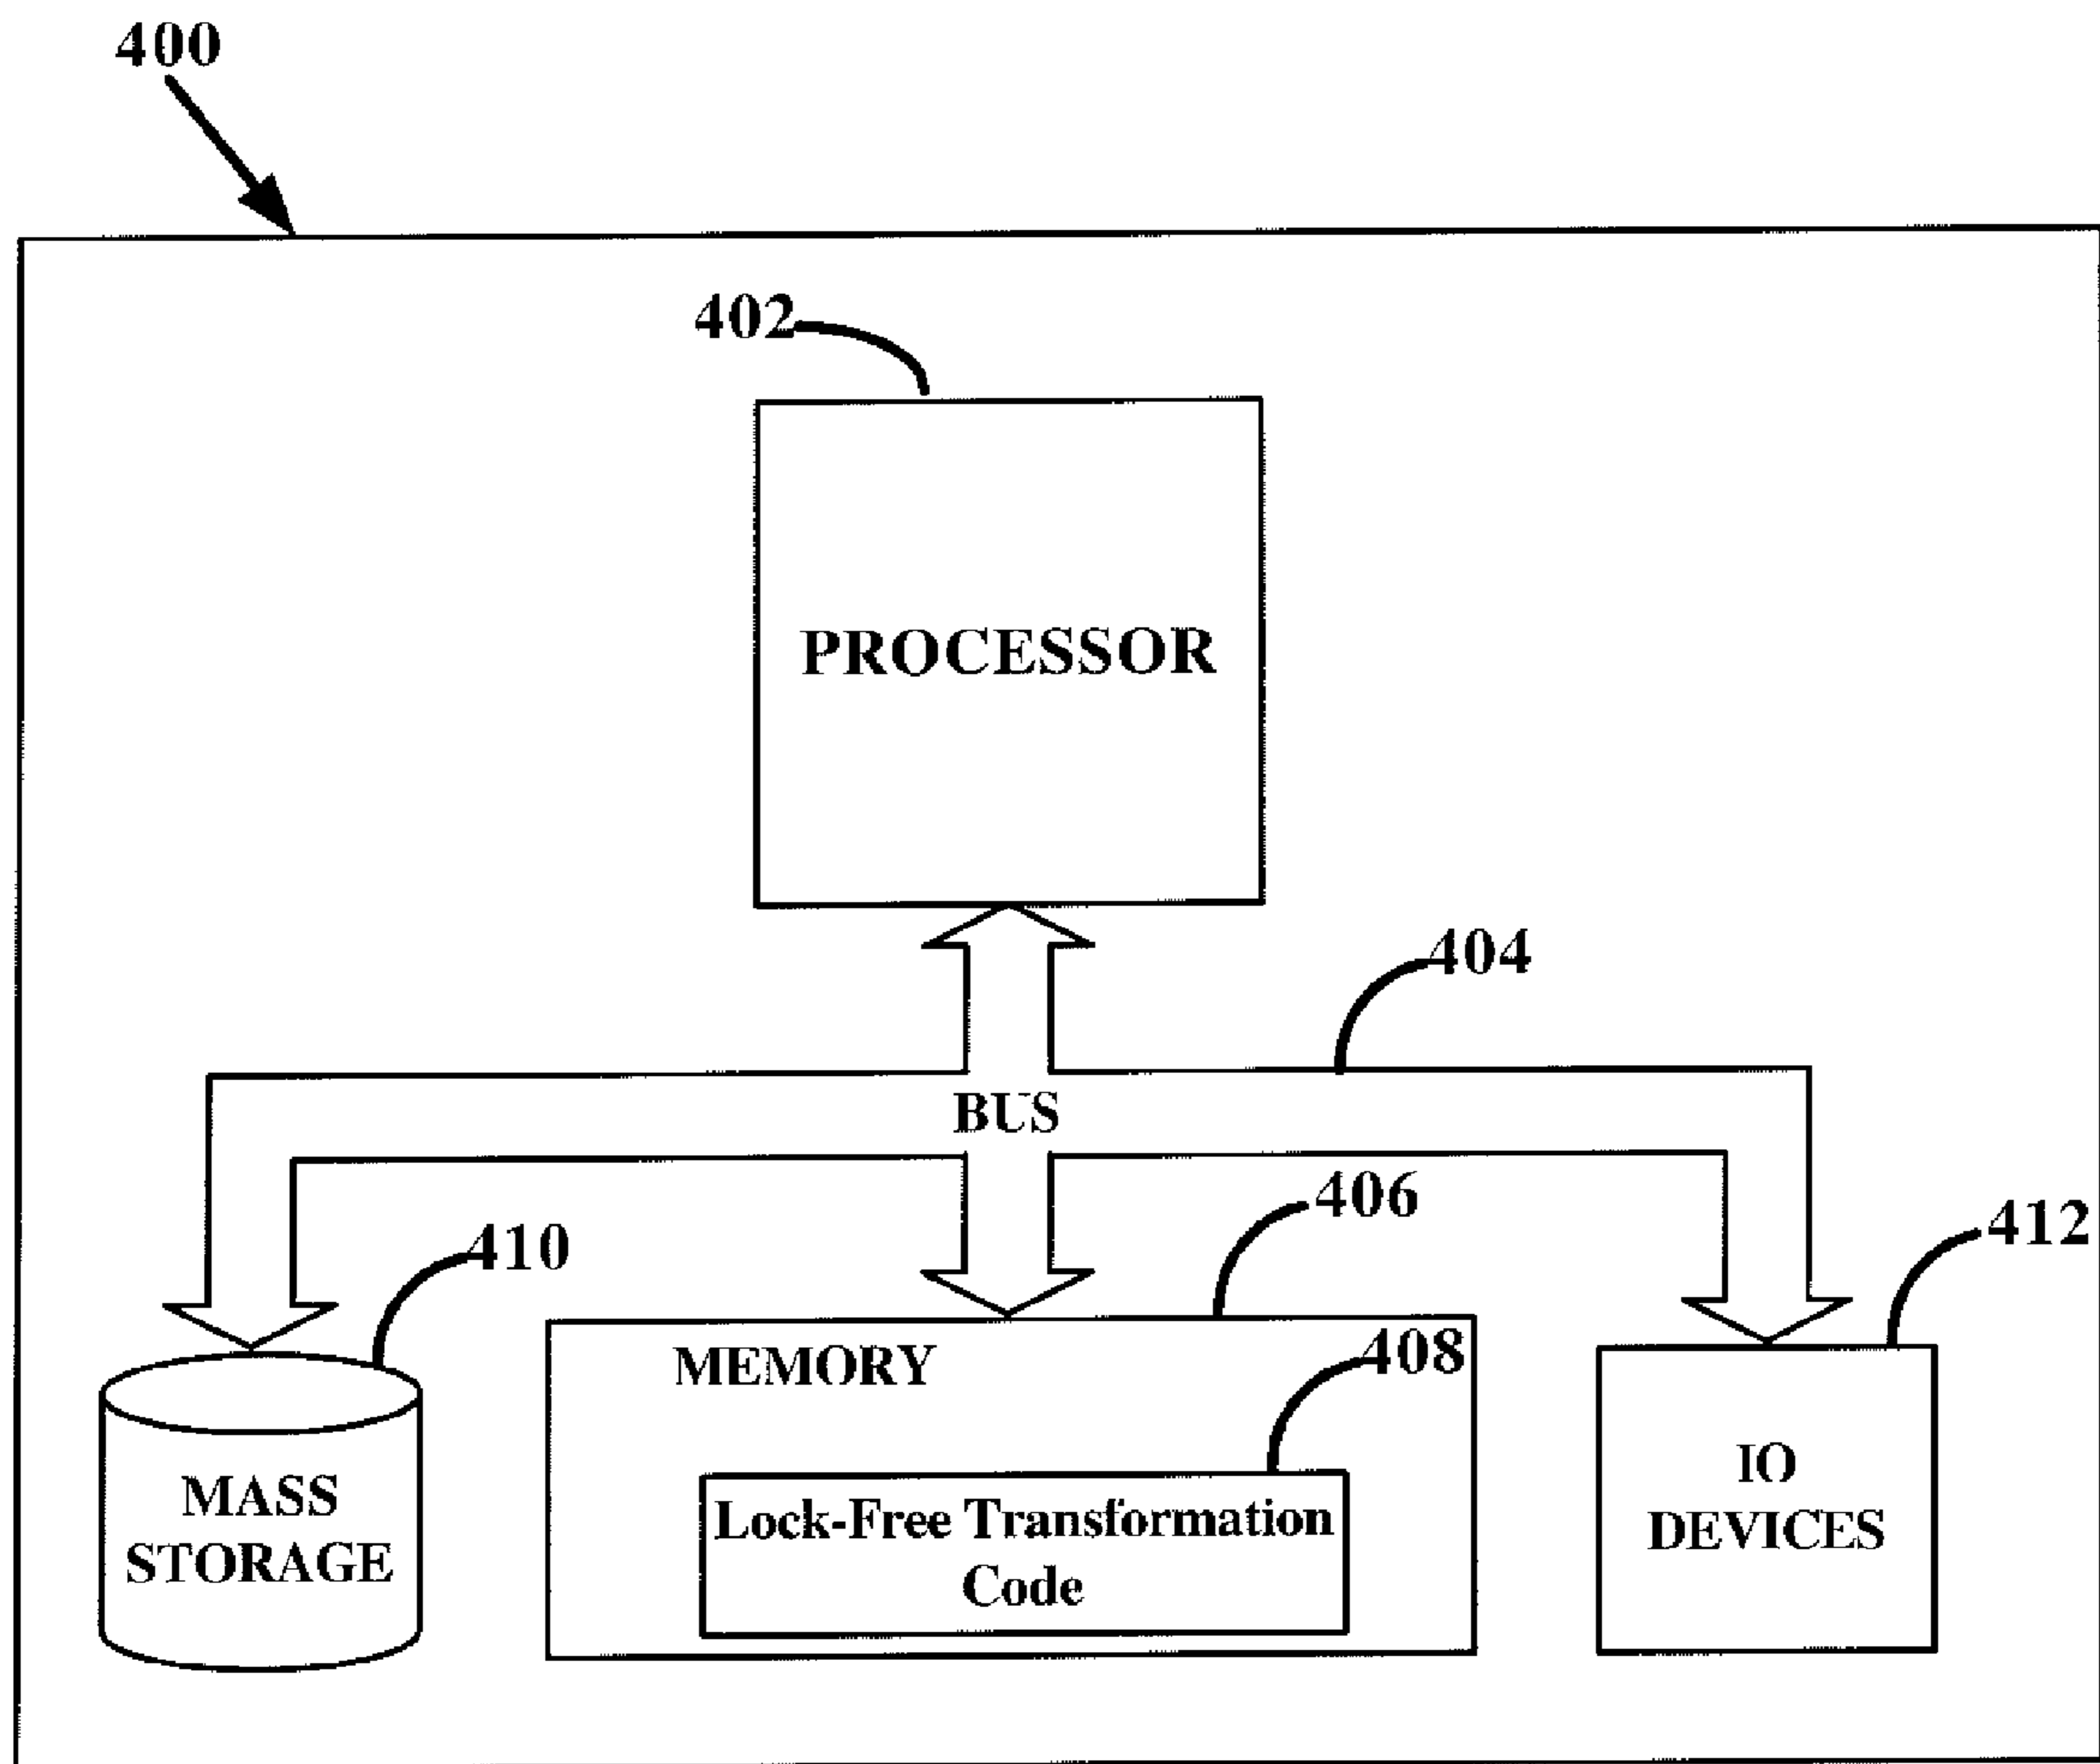 400
402
PROCESSOR
404
BUS
406
412
410
MEMORY
408
MASS
STORAGE
Lock-Free Transformation
Code
IO
DEVICES